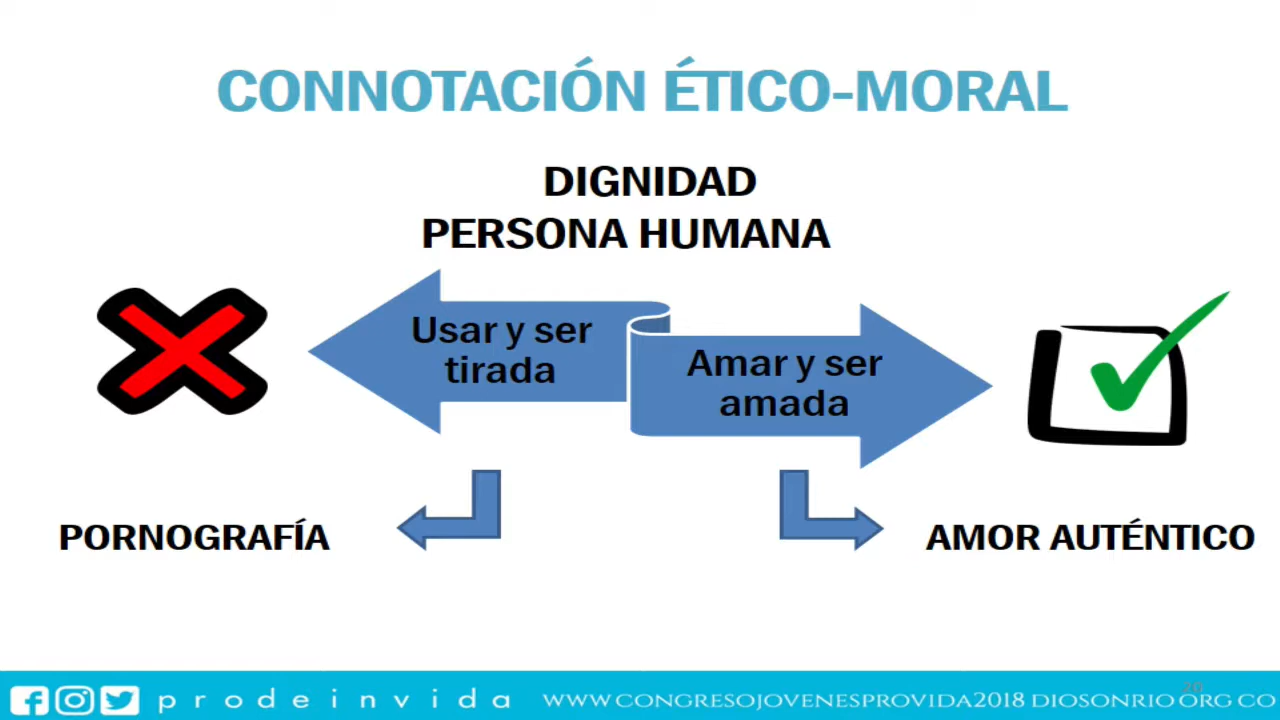 CONNOTACIÓN ÉTICO-MORAL
DIGNIDAD
PERSONA HUMANA
Usar y ser
tirada
Amar y ser
amada
PORNOGRAFÍA
AMOR AUTÉNTICO
20
prodeinvida
WWW.CONGRESOJOVENESPROVIDA2018 DIOSONRIO ORG CO